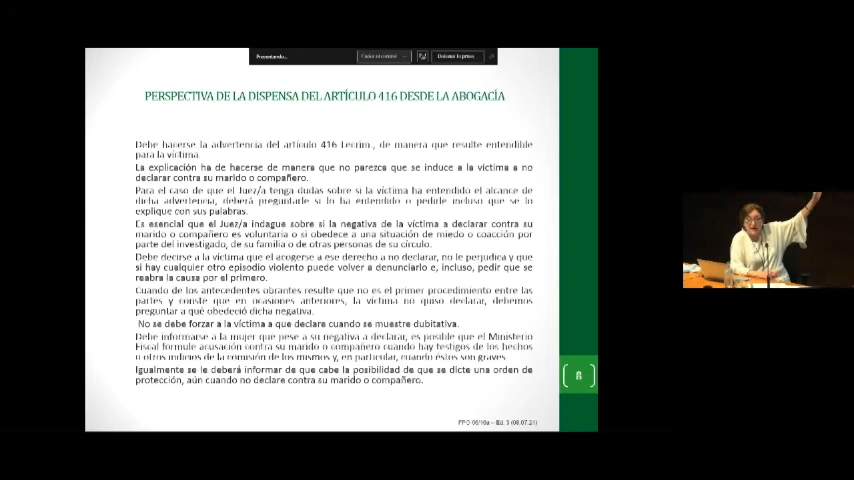 Presentando...
PERSPECTIVA DE LA DISPENSA DEL ARTÍCULO 416 DESDE LA ABOGACÍA
Debe hacerse la advertencia del artículo 416 Lecrim., de manera que resulte entendible
para la víctima.
La explicación ha de hacerse de manera que no parezca que se induce a la víctima a no
declarar contra su marido o compañero.
Para el caso de que el Juez/a tenga dudas sobre si la víctima ha entendido el alcance de
dicha advertencia, deberá preguntarle si lo ha entendido o pedirle incluso que se lo
explique con sus palabras.
Es esencial que el Juez/a indague sobre si la negativa de la víctima a declarar contra su
marido o compañero es voluntaria o si obedece a una situación de miedo o coacción por
parte del investigado, de su familia o de otras personas de su círculo.
Debe decirse a la víctima que el acogerse a ese derecho a no declarar, no le perjudica y que
si hay cualquier otro episodio violento puede volver a denunciarlo e, incluso, pedir que se
reabra la causa por el primero.
Cuando de los antecedentes obrantes resulte que no es el primer procedimiento entre las
partes y conste que en ocasiones anteriores, la víctima no quiso declarar, debemos
preguntar a qué obedeció dicha negativa.
No se debe forzar a la víctima a que declare cuando se muestre dubitativa.
Debe informarse a la mujer que pese a su negativa a declarar, es posible que el Ministerio
Fiscal formule acusación contra su marido o compañero cuando hay testigos de los hechos
u otros indicios de la comisión de los mismos y, en particular, cuando éstos son graves.
Igualmente se le deberá informar de que cabe la posibilidad de que se dicte una orden de
protección, aún cuando no declare contra su marido o compañero.
8